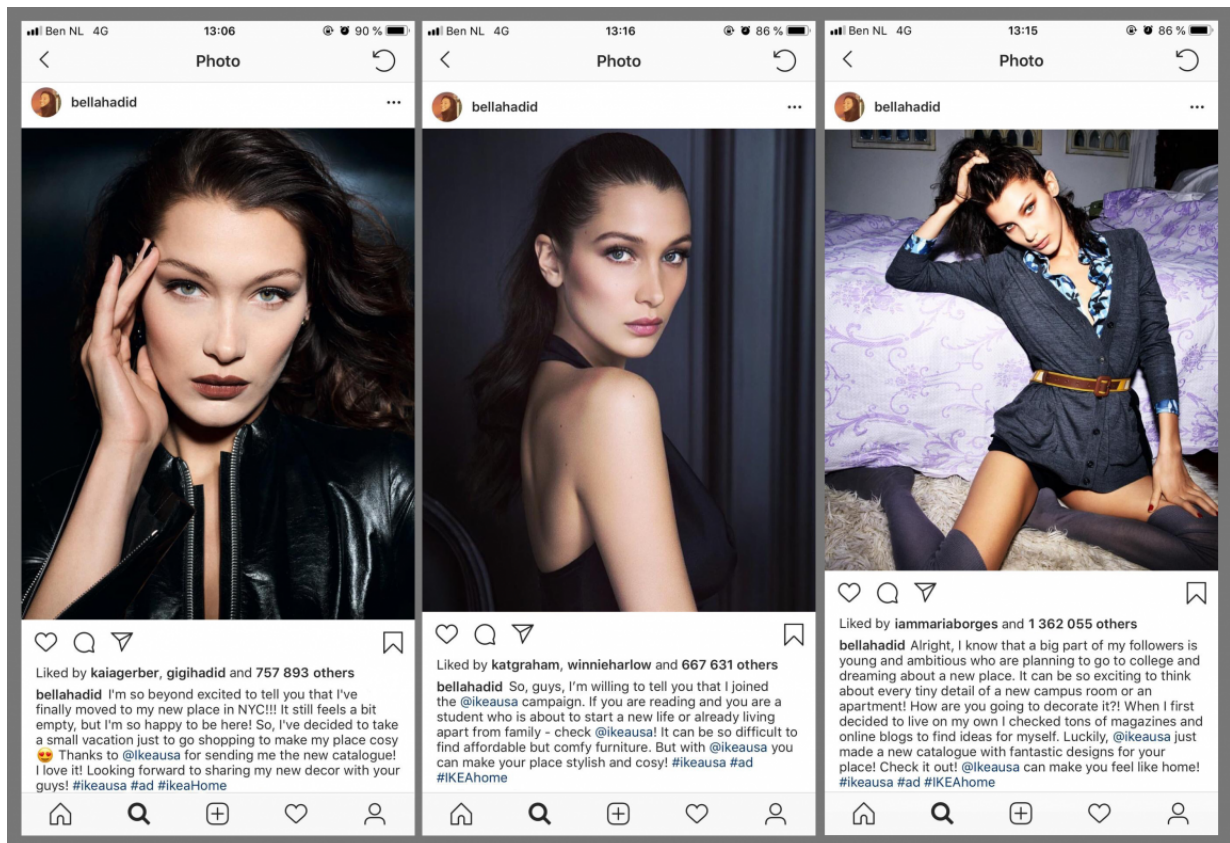 Ben NL 4G 13:06 90 %
Photo
bellahadid
Liked by kaiagerber, gigihadid and 757 893 others
bellahadid I'm so beyond excited to tell you that I've
finally moved to my new place in NYC!!! It still feels a bit
empty, but I'm so happy to be here! So, I've decided to take
a small vacation just to go shopping to make my place cosy
😍 Thanks to @Ikeausa for sending me the new catalogue!
I love it! Looking forward to sharing my new decor with your
guys! #ikeausa #ad #ikeaHome
Ben NL 4G 13:16 86 %
Photo
bellahadid
Liked by katgraham, winnieharlow and 667 631 others
bellahadid So, guys, I'm willing to tell you that I joined
the @ikeausa campaign. If you are reading and you are a
student who is about to start a new life or already living
apart from family - check @ikeausa! It can be so difficult to
find affordable but comfy furniture. But with @ikeausa you
can make your place stylish and cosy! #ikeausa #ad
#IKEAhome
Ben NL 4G 13:15 86 %
Photo
bellahadid
Liked by iammariaborges and 1 362 055 others
bellahadid Alright, I know that a big part of my followers is
young and ambitious who are planning to go to college and
dreaming about a new place. It can be so exciting to think
about every tiny detail of a new campus room or an
apartment! How are you going to decorate it?! When I first
decided to live on my own I checked tons of magazines and
online blogs to find ideas for myself. Luckily, @ikeausa just
made a new catalogue with fantastic designs for your
place! Check it out! @Ikeausa can make you feel like home!
#ikeausa #ad #IKEAhome